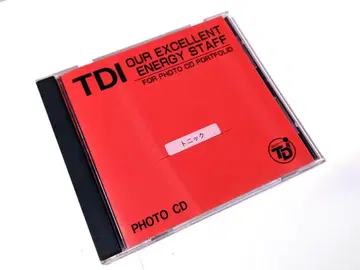 TDI OUR EXCELLENT
ENERGY STAFF
FOR PHOTO CD PORTFOLIO
トニック
PHOTO CD
TDI